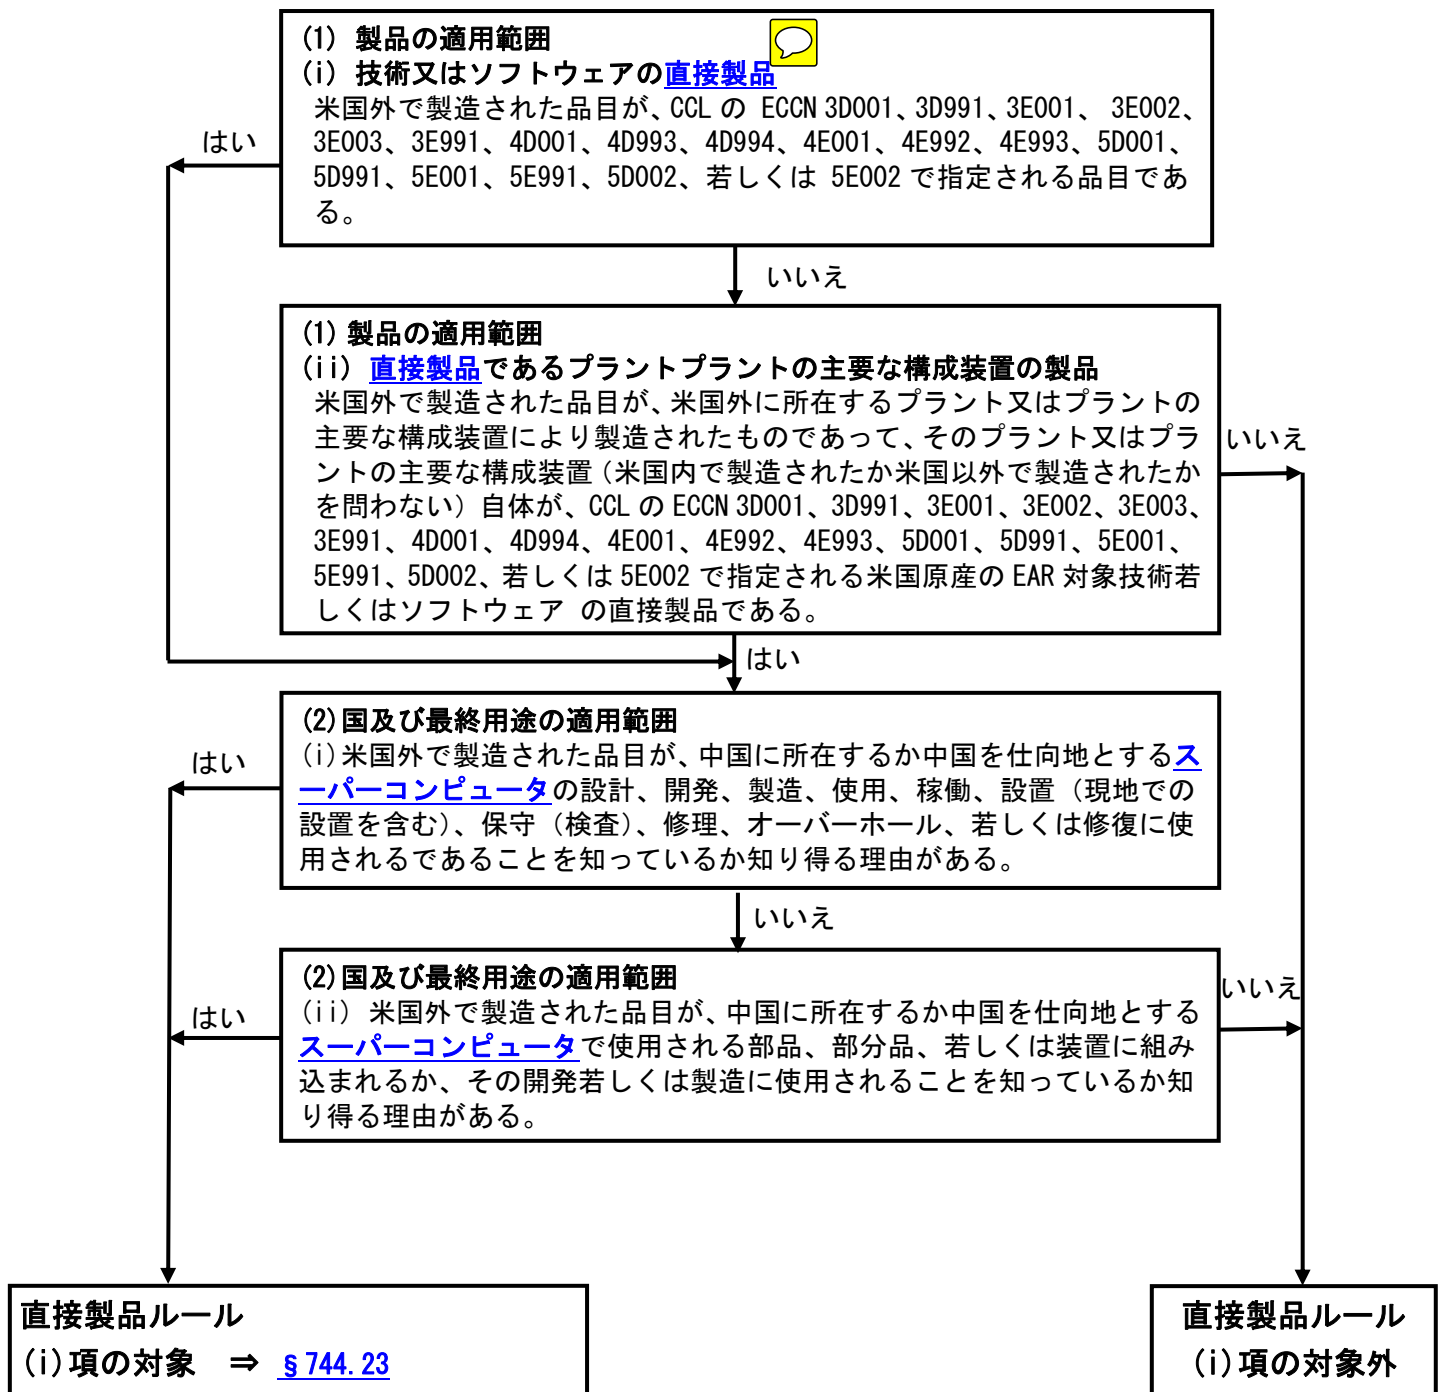 (1) 製品の適用範囲
(i) 技術又はソフトウェアの直接製品
米国外で製造された品目が、CCL の ECCN 3D001、3D991、3E001、 3E002、
3E003、3E991、4D001、4D993、4D994、4E001、4E992、4E993、5D001、
5D991、5E001、5E991、5D002、若しくは 5E002 で指定される品目であ
る。
はい
いいえ
(1) 製品の適用範囲
(ii) 直接製品であるプラントプラントの主要な構成装置の製品
米国外で製造された品目が、米国外に所在するプラント又はプラントの
主要な構成装置により製造されたものであって、そのプラント又はプラ
ントの主要な構成装置（米国内で製造されたか米国以外で製造されたか
を問わない）自体が、CCL の ECCN 3D001、3D991、3E001、3E002、3E003、
3E991、4D001、4D994、4E001、4E992、4E993、5D001、5D991、5E001、
5E991、5D002、若しくは 5E002 で指定される米国原産の EAR 対象技術若
しくはソフトウェア の直接製品である。
いいえ
はい
(2)国及び最終用途の適用範囲
(i)米国外で製造された品目が、中国に所在するか中国を仕向地とするス
ーパーコンピュータの設計、開発、製造、使用、稼働、設置（現地での
設置を含む）、保守（検査）、修理、オーバーホール、若しくは修復に使
用されるであることを知っているか知り得る理由がある。
はい
いいえ
(2)国及び最終用途の適用範囲
(ii) 米国外で製造された品目が、中国に所在するか中国を仕向地とする
スーパーコンピュータで使用される部品、部分品、若しくは装置に組み
込まれるか、その開発若しくは製造に使用されることを知っているか知
り得る理由がある。
はい
いいえ
直接製品ルール
(i)項の対象 ⇒ §744.23
直接製品ルール
(i)項の対象外